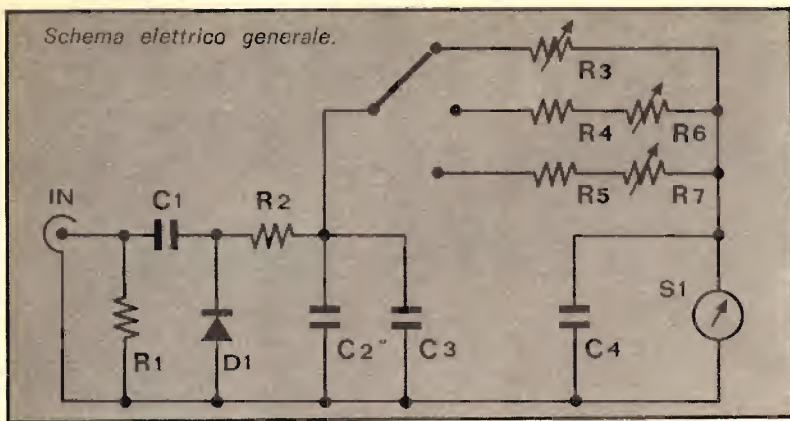 Schema elettrico generale.
R3
R4 R6
R5 R7
IN C1 R2
S1
R1 D1 C2 C3 C4